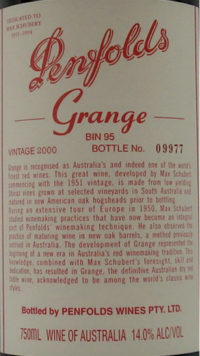 DEDICATED TO
MAX SCHUBERT
1915-1994
Penfolds
Grange
BIN 95
VINTAGE 2000 BOTTLE No. 09977
Grange is recognised as Australia's and indeed one of the world's
finest red wines. This great wine, developed by Max Schubert
commencing with the 1951 vintage, is made from low yielding
Shiraz vines grown of selected vineyards in South Australia and
matured in new American oak hogsheads prior to bottling.
During an extensive tour of Europe in 1950, Max Schubert
studied winemaking practices that have now become an integral
part of Penfolds' winemaking technique. He also observed the
practice of maturing wine in new oak barrels, a method previously
untried in Australia. The development of Grange represented the
beginning of a new era in Australia's red winemaking tradition. This
knowledge, combined with Max Schubert's foresight, skill and
dedication, has resulted in Grange, the definitive Australian dry red
table wine, acknowledged to be among the world's classic wine
styles.
Bottled by PENFOLDS WINES PTY. LTD.
750ML WINE OF AUSTRALIA 14.0% ALC/VOL